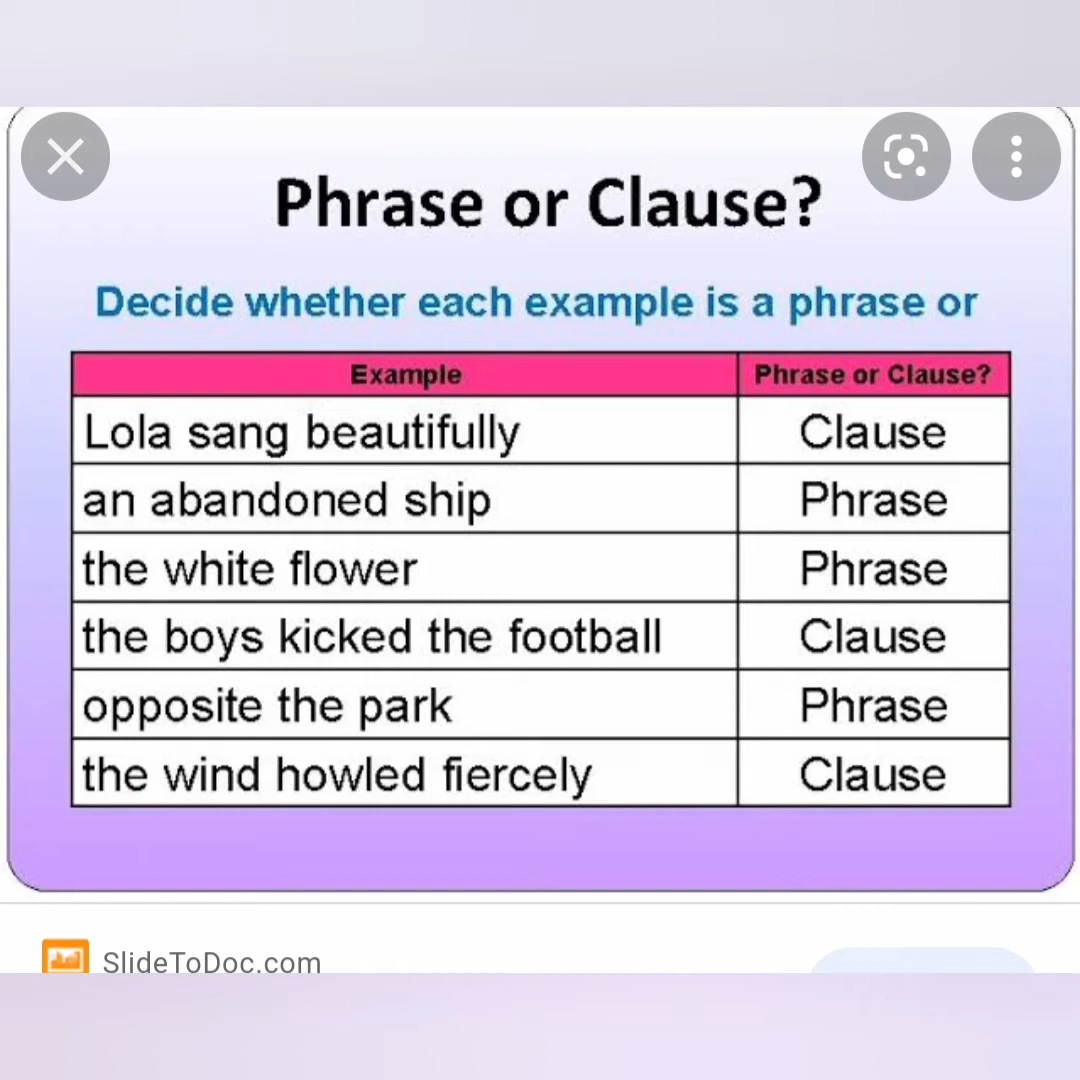 Phrase or Clause?
Decide whether each example is a phrase or
Example Phrase or Clause?
Lola sang beautifully Clause
an abandoned ship Phrase
the white flower Phrase
the boys kicked the football Clause
opposite the park Phrase
the wind howled fiercely Clause
SlideToDoc.com